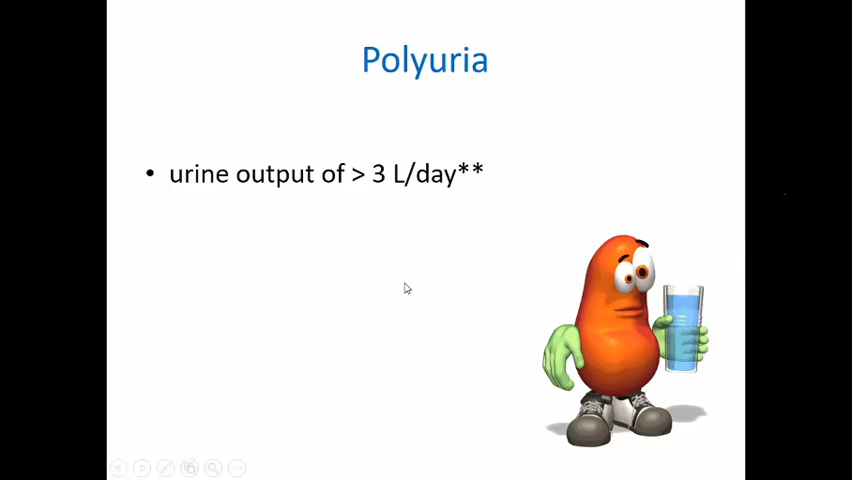 Polyuria
• urine output of > 3 L/day**